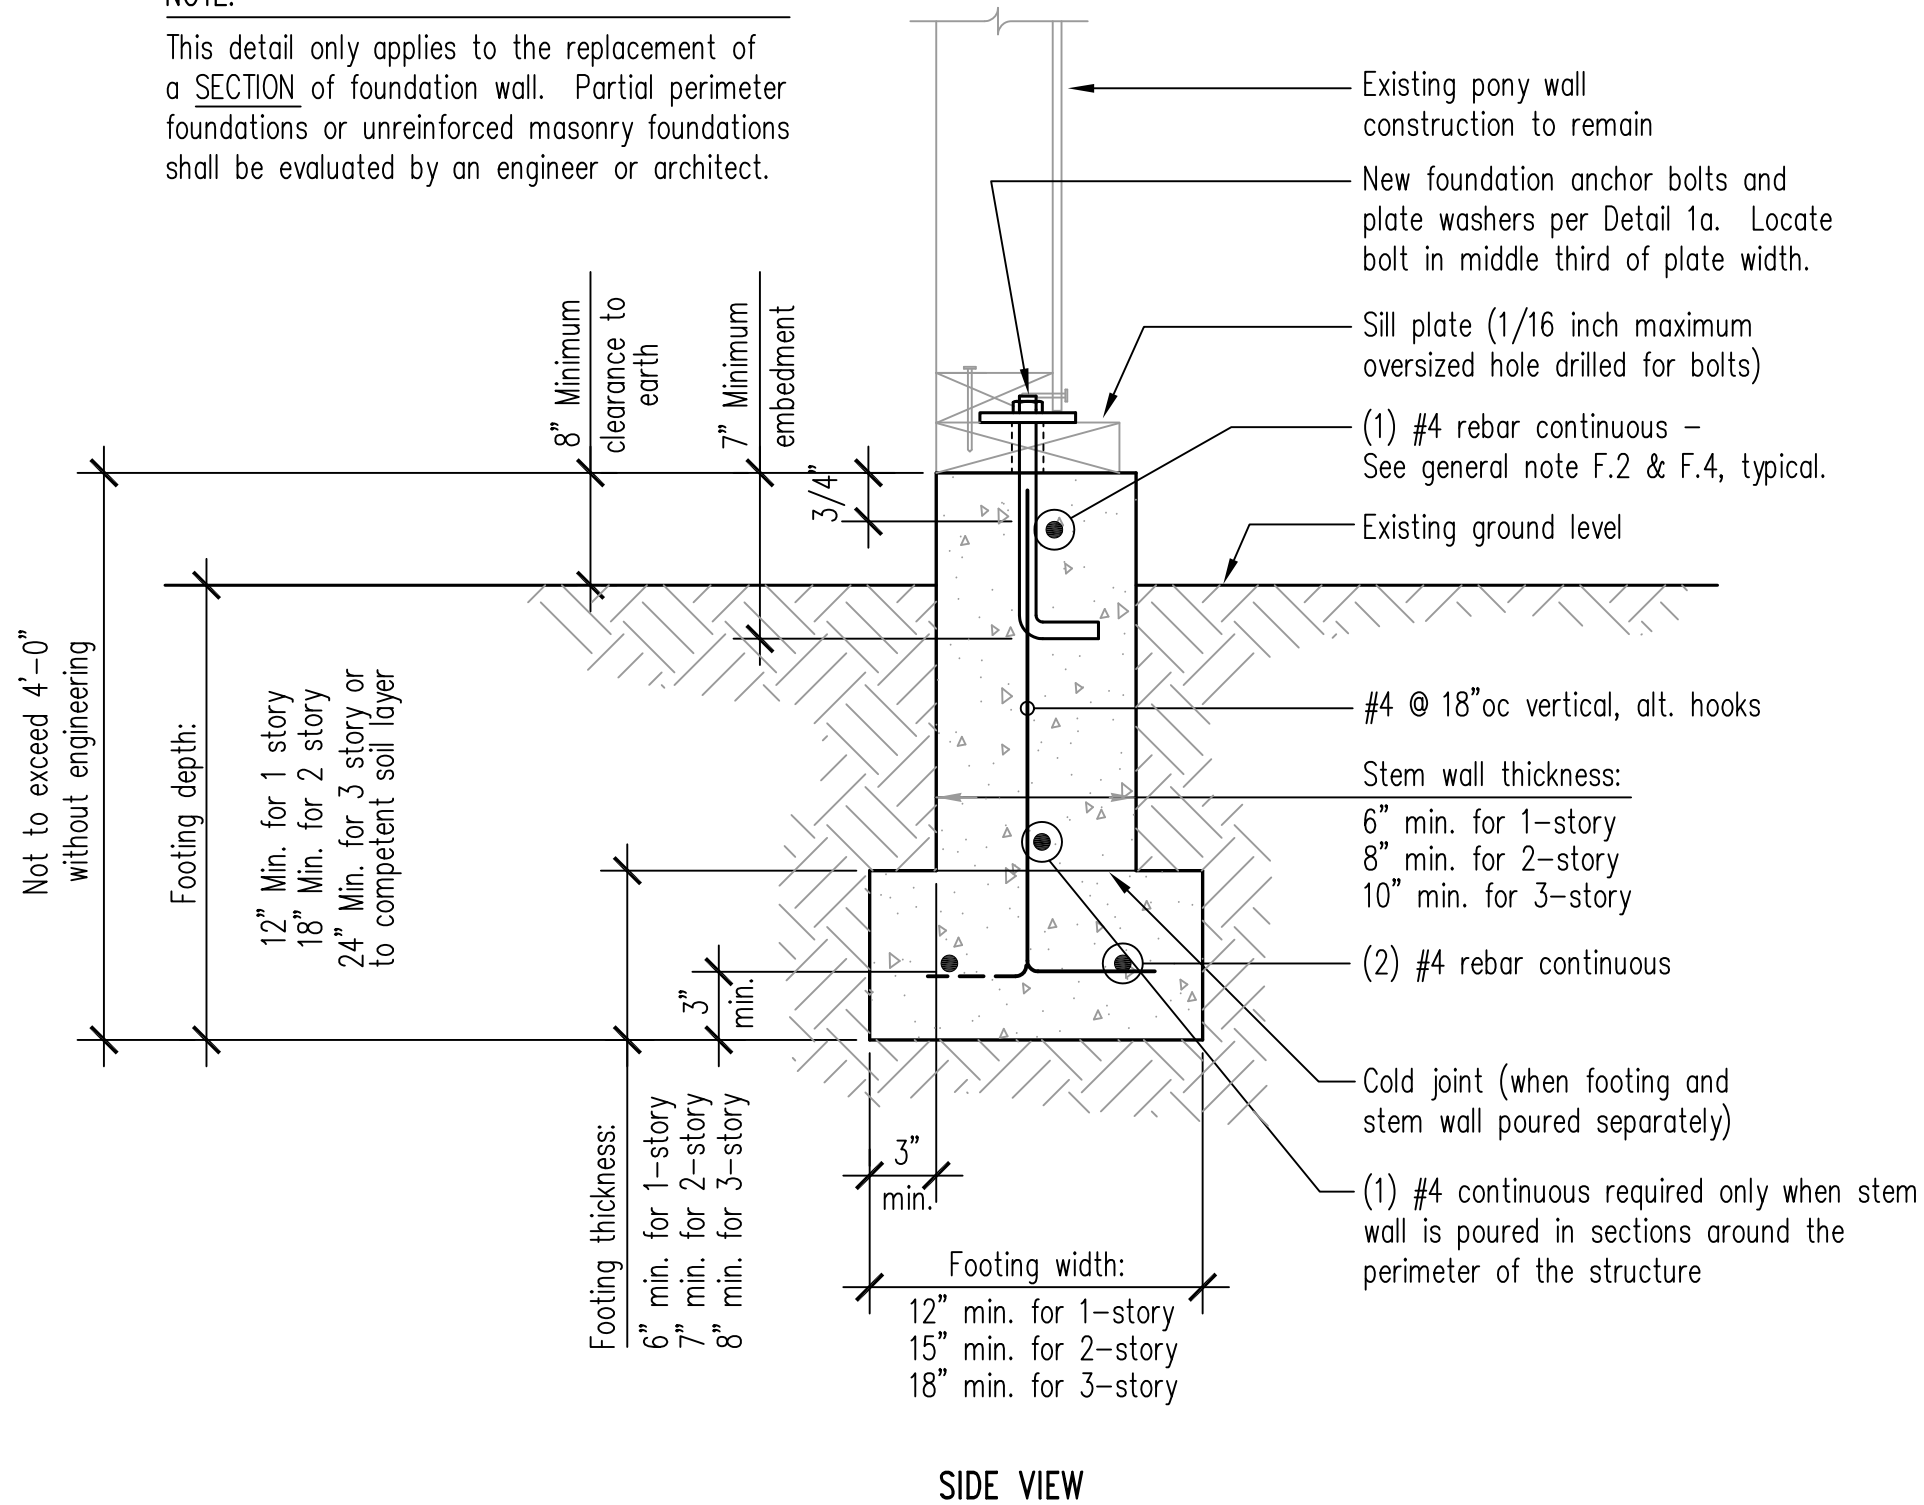 NOTE:
This detail only applies to the replacement of
a SECTION of foundation wall. Partial perimeter
foundations or unreinforced masonry foundations
shall be evaluated by an engineer or architect.
Existing pony wall
construction to remain
New foundation anchor bolts and
plate washers per Detail 1a. Locate
bolt in middle third of plate width.
Sill plate (1/16 inch maximum
oversized hole drilled for bolts)
(1) #4 rebar continuous –
See general note F.2 & F.4, typical.
Existing ground level
8” Minimum
clearance to
earth
7” Minimum
embedment
3/4”
Not to exceed 4’-0”
without engineering
Footing depth:
12” Min. for 1 story
18” Min. for 2 story
24” Min. for 3 story or
to competent soil layer
#4 @ 18”oc vertical, alt. hooks
Stem wall thickness:
6” min. for 1-story
8” min. for 2-story
10” min. for 3-story
(2) #4 rebar continuous
3”
min.
Cold joint (when footing and
stem wall poured separately)
(1) #4 continuous required only when stem
wall is poured in sections around the
perimeter of the structure
Footing thickness:
6” min. for 1-story
7” min. for 2-story
8” min. for 3-story
3”
min.
Footing width:
12” min. for 1-story
15” min. for 2-story
18” min. for 3-story
SIDE VIEW